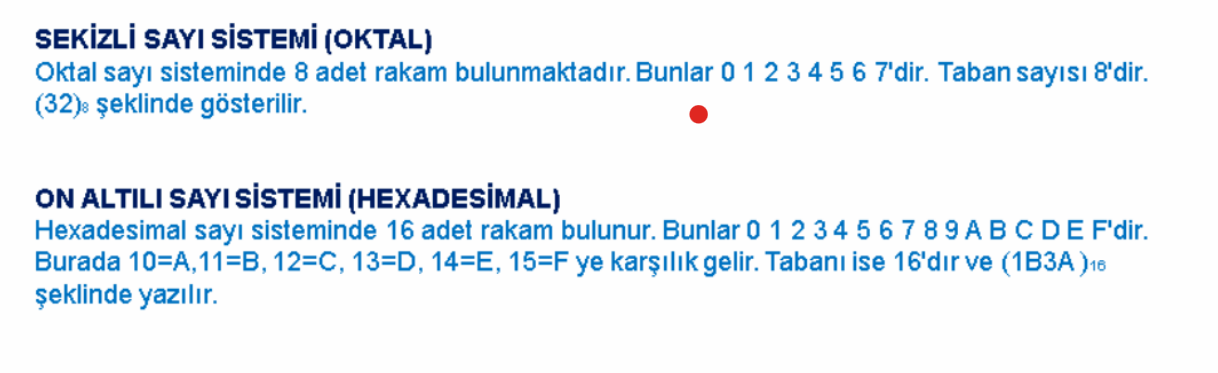 SEKİZLİ SAYI SİSTEMİ (OKTAL)
Oktal sayı sisteminde 8 adet rakam bulunmaktadır. Bunlar 0 1 2 3 4 5 6 7'dir. Taban sayısı 8'dir.
(32)₈ şeklinde gösterilir.
ON ALTILI SAYI SİSTEMİ (HEXADESİMAL)
Hexadesimal sayı sisteminde 16 adet rakam bulunur. Bunlar 0 1 2 3 4 5 6 7 8 9 A B C D E F'dir.
Burada 10=A,11=B, 12=C, 13=D, 14=E, 15=F ye karşılık gelir. Tabanı ise 16'dır ve (1B3A )₁₆
şeklinde yazılır.